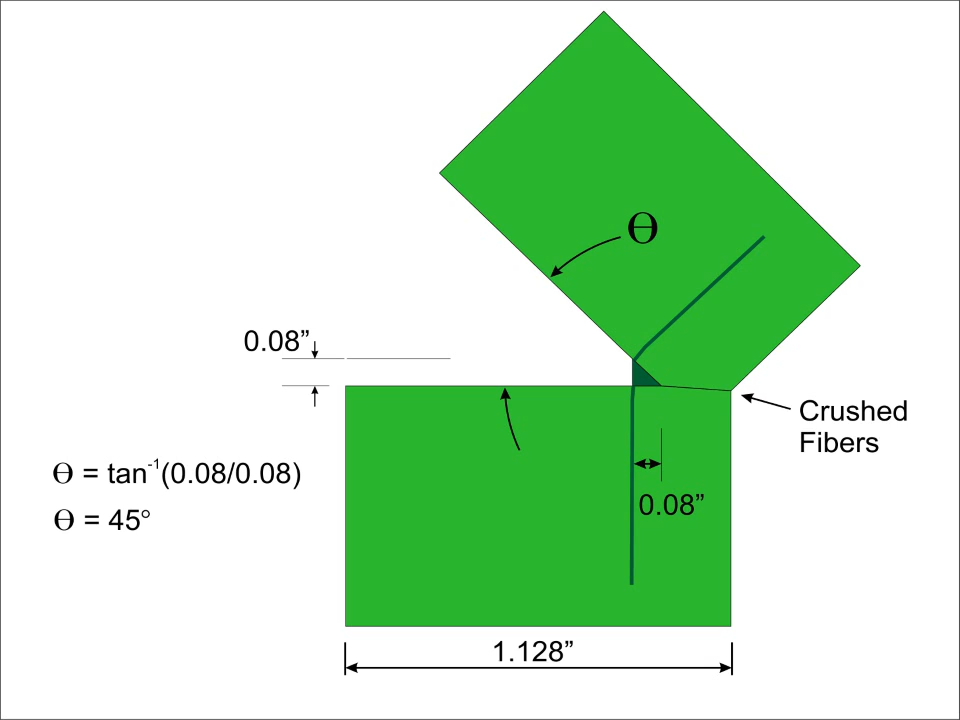 ϴ
0.08”
Crushed
Fibers
ϴ = tan⁻¹(0.08/0.08)
0.08”
ϴ = 45°
1.128”